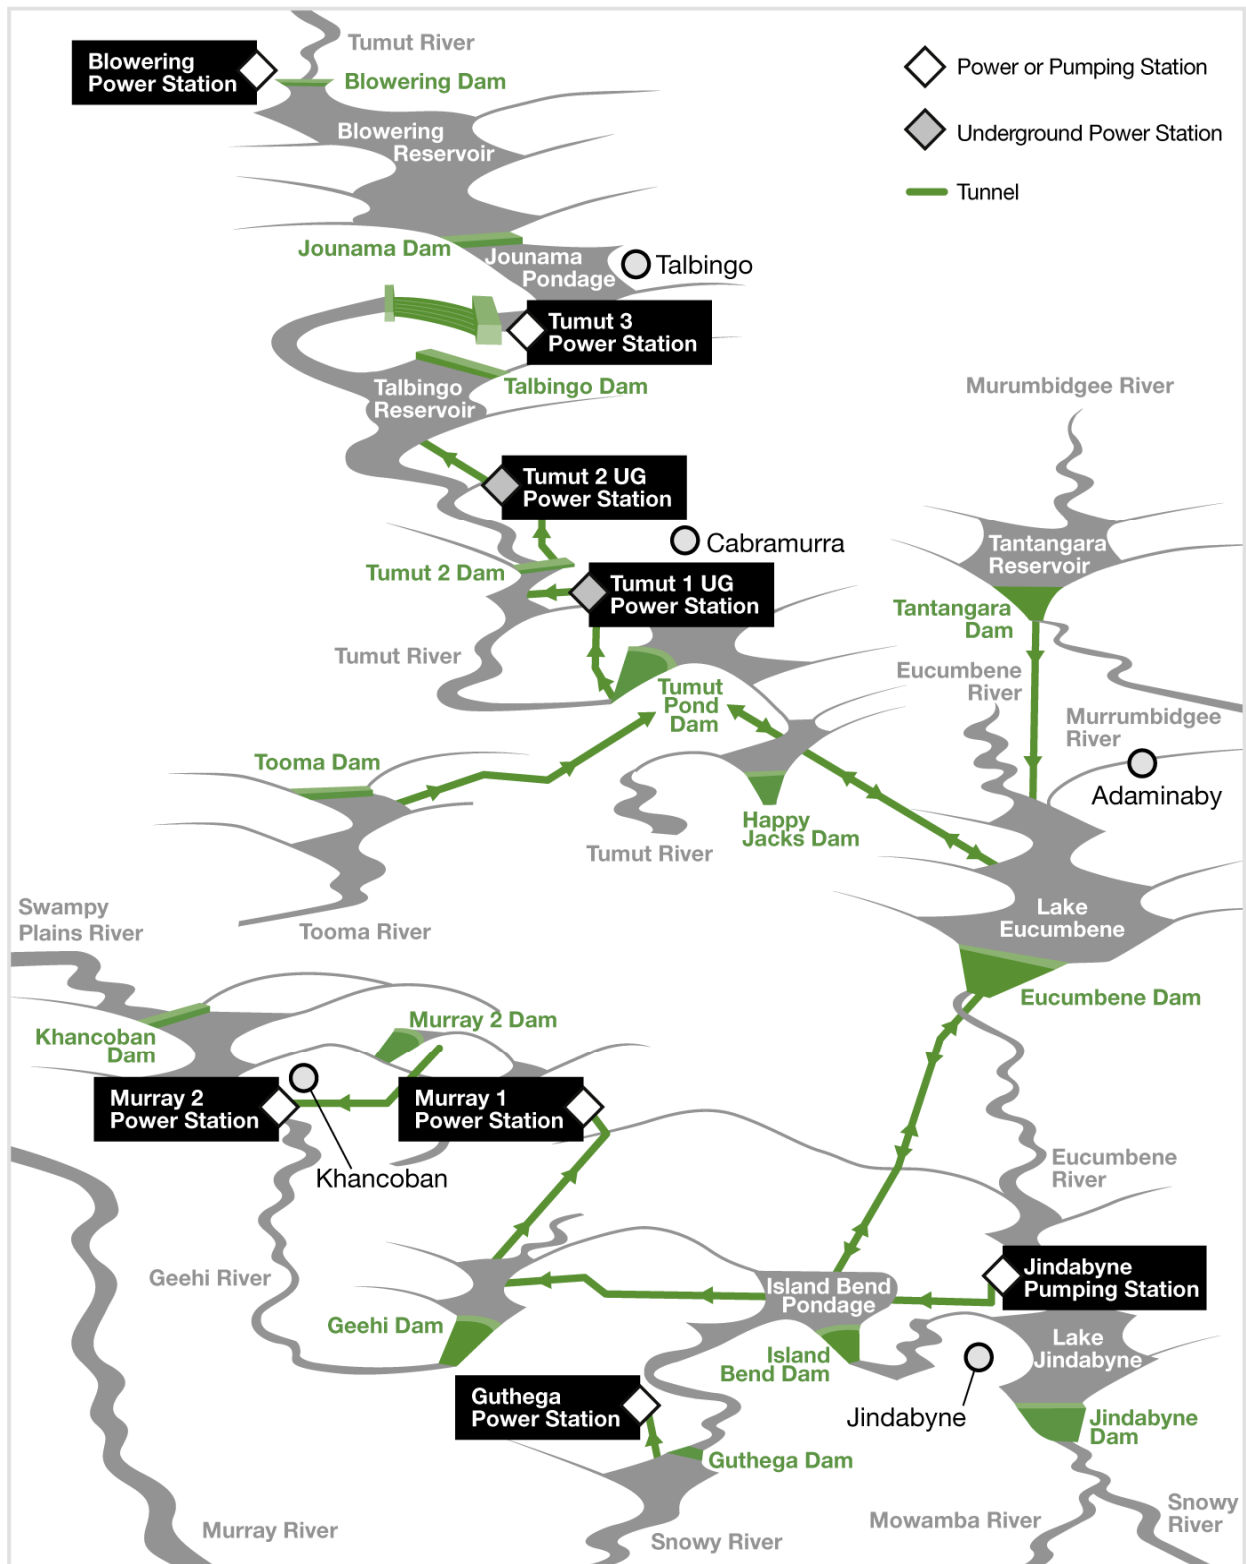 Tumut River
Blowering
Power Station
Blowering Dam
Power or Pumping Station
Underground Power Station
Tunnel
Blowering
Reservoir
Jounama Dam
Jounama
Pondage
Talbingo
Tumut 3
Power Station
Talbingo
Reservoir
Talbingo Dam
Murumbidgee River
Tumut 2 UG
Power Station
Cabramurra
Tantangara
Reservoir
Tumut 2 Dam
Tumut 1 UG
Power Station
Tantangara
Dam
Tumut River
Eucumbene
River
Tumut
Pond
Dam
Murrumbidgee
River
Tooma Dam
Adaminaby
Happy
Jacks Dam
Tumut River
Swampy
Plains River
Tooma River
Lake
Eucumbene
Eucumbene Dam
Khancoban
Dam
Murray 2 Dam
Murray 2
Power Station
Murray 1
Power Station
Khancoban
Eucumbene
River
Geehi River
Jindabyne
Pumping Station
Island Bend
Pondage
Geehi Dam
Island
Bend Dam
Lake
Jindabyne
Guthega
Power Station
Jindabyne
Jindabyne
Dam
Guthega Dam
Murray River
Snowy River
Mowamba River
Snowy
River